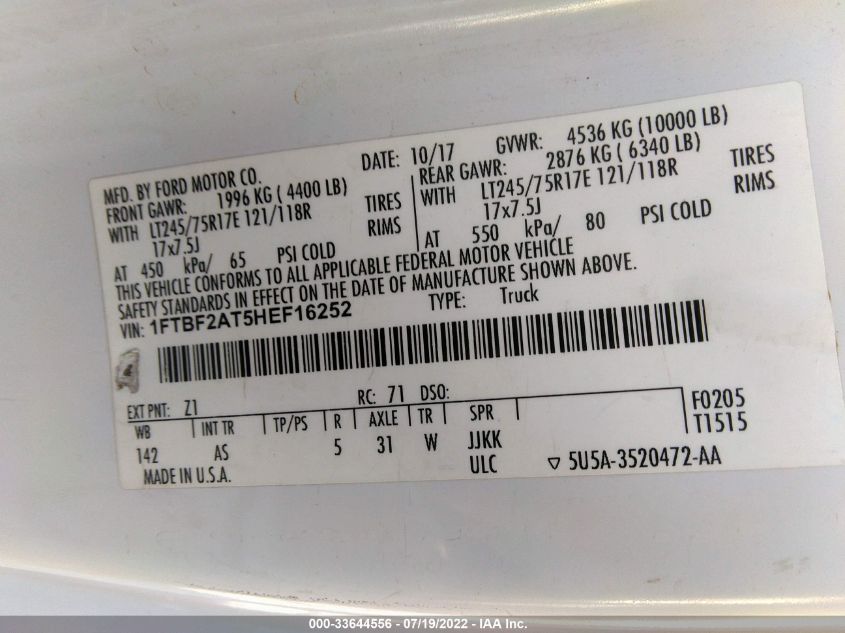 MFD. BY FORD MOTOR CO. DATE: 10/17 GVWR: 4536 KG (10000 LB)
FRONT GAWR: 1996 KG ( 4400 LB) REAR GAWR: 2876 KG ( 6340 LB)
WITH LT245/75R17E 121/118R TIRES WITH LT245/75R17E 121/118R TIRES
17x7.5J RIMS 17x7.5J RIMS
AT 450 kPa/ 65 PSI COLD AT 550 kPa/ 80 PSI COLD
THIS VEHICLE CONFORMS TO ALL APPLICABLE FEDERAL MOTOR VEHICLE
SAFETY STANDARDS IN EFFECT ON THE DATE OF MANUFACTURE SHOWN ABOVE.
VIN: 1FTBF2AT5HEF16252 TYPE: Truck
EXT PNT: Z1 RC: 71 DSO: F0205
WB INT TR TP/PS R AXLE TR SPR T1515
142 AS 5 31 W JJKK
MADE IN U.S.A. ULC 5U5A-3520472-AA
000-33644556 - 07/19/2022 - IAA Inc.